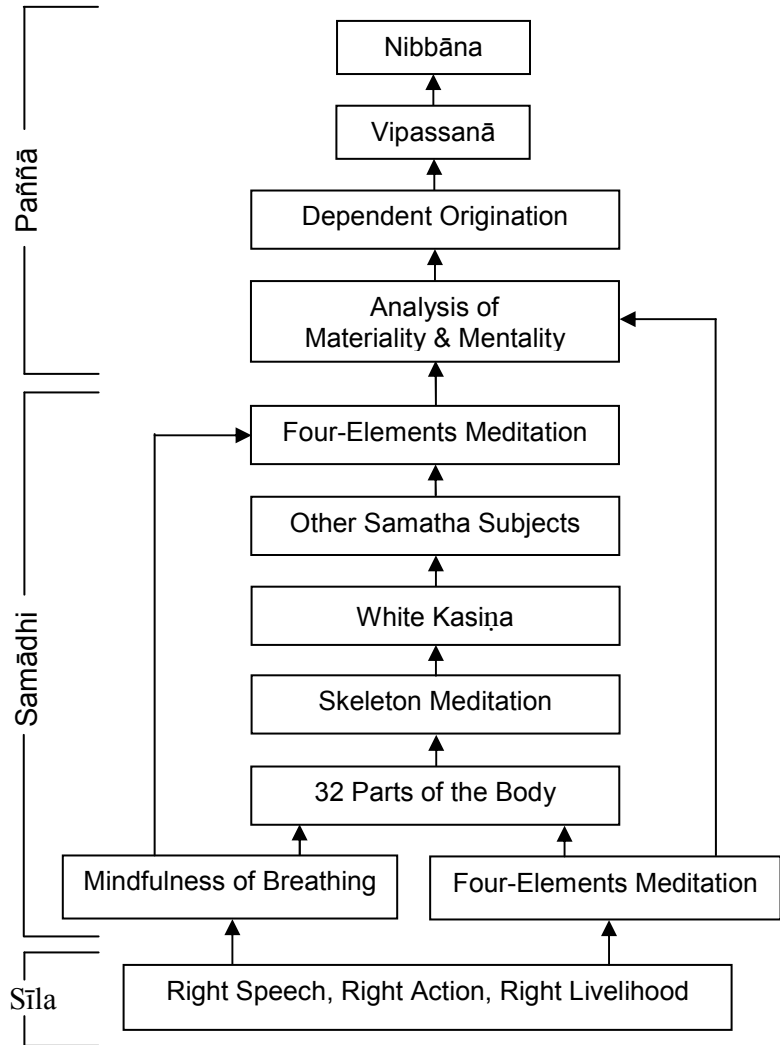 Nibbāna
Vipassanā
Dependent Origination
Paññā
Analysis of
Materiality & Mentality
Four-Elements Meditation
Other Samatha Subjects
White Kasiṇa
Samādhi
Skeleton Meditation
32 Parts of the Body
Mindfulness of Breathing
Four-Elements Meditation
Sīla
Right Speech, Right Action, Right Livelihood